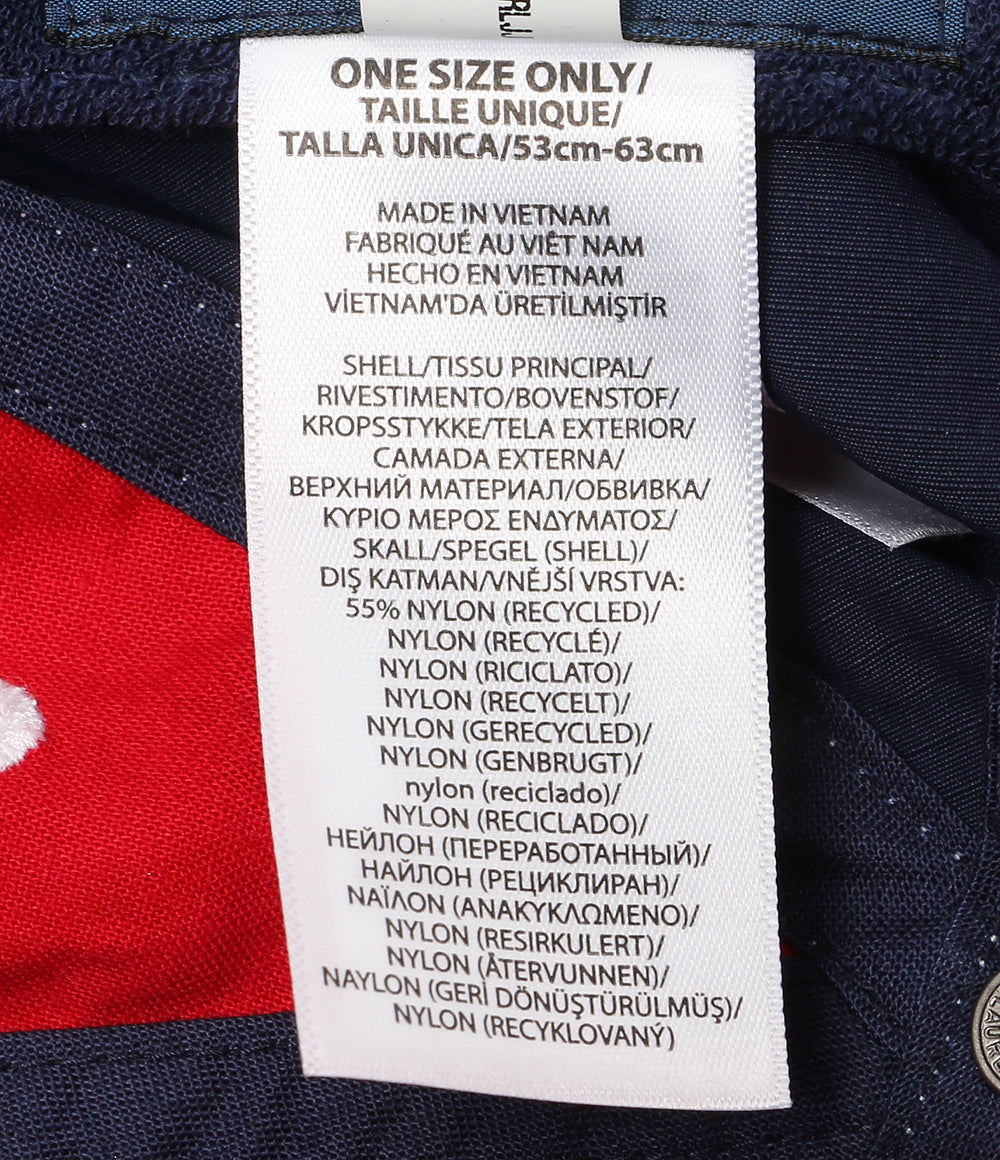 RLJ
ONE SIZE ONLY/
TAILLE UNIQUE/
TALLA UNICA/53cm-63cm
MADE IN VIETNAM
FABRIQUÉ AU VIÊT NAM
HECHO EN VIETNAM
VİETNAM'DA ÜRETİLMİŞTİR
SHELL/TISSU PRINCIPAL/
RIVESTIMENTO/BOVENSTOF/
KROPSSTYKKE/TELA EXTERIOR/
CAMADA EXTERNA/
ВЕРХНИЙ МАТЕРИАЛ/ОБВИВКА/
ΚΥΡΙΟ ΜΕΡΟΣ ΕΝΔΥΜΑΤΟΣ/
SKALL/SPEGEL (SHELL)/
DIŞ KATMAN/VNĚJŠÍ VRSTVA:
55% NYLON (RECYCLED)/
NYLON (RECYCLÉ)/
NYLON (RICICLATO)/
NYLON (RECYCELT)/
NYLON (GERECYCLED)/
NYLON (GENBRUGT)/
nylon (reciclado)/
NYLON (RECICLADO)/
НЕЙЛОН (ПЕРЕРАБОТАННЫЙ)/
НАЙЛОН (РЕЦИКЛИРАН)/
ΝΑΪΛΟΝ (ΑΝΑΚΥΚΛΩΜΕΝΟ)/
NYLON (RESIRKULERT)/
NYLON (ÅTERVUNNEN)/
NAYLON (GERİ DÖNÜŞTÜRÜLMÜŞ)/
NYLON (RECYKLOVANÝ)